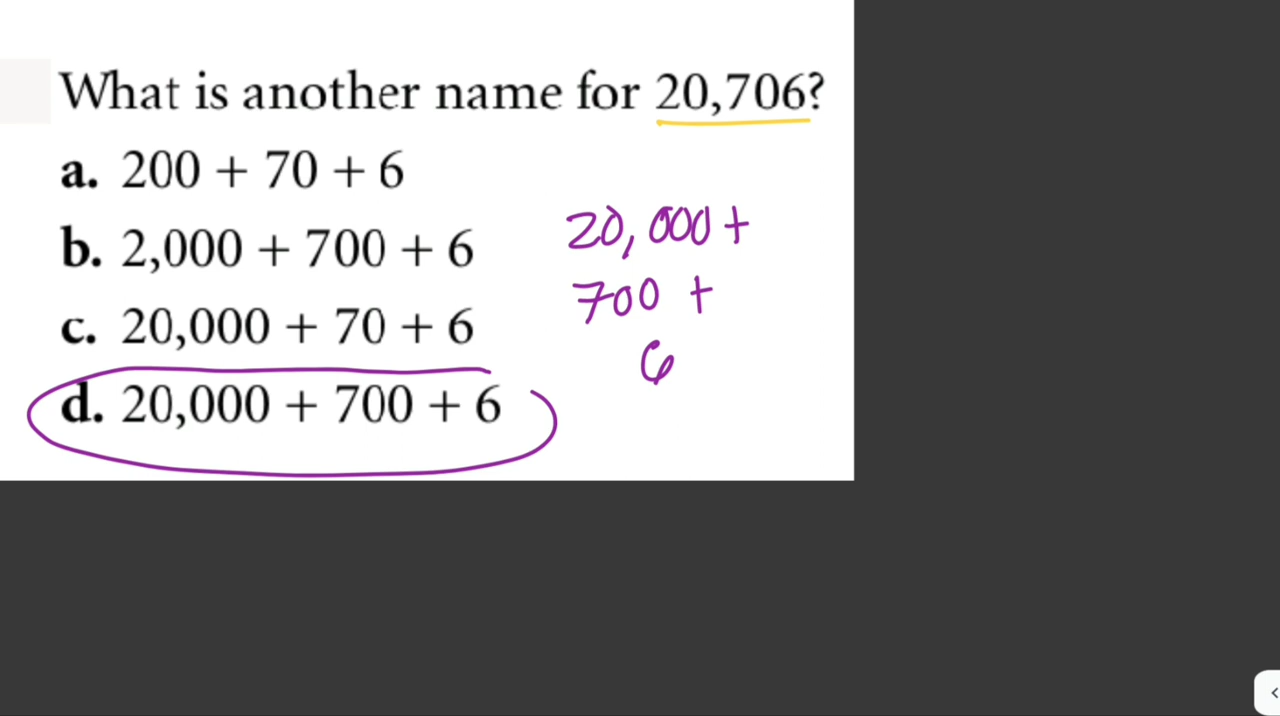 What is another name for 20,706?
a. 200 + 70 + 6
b. 2,000 + 700 + 6
c. 20,000 + 70 + 6
d. 20,000 + 700 + 6
20,000 +
700 +
6